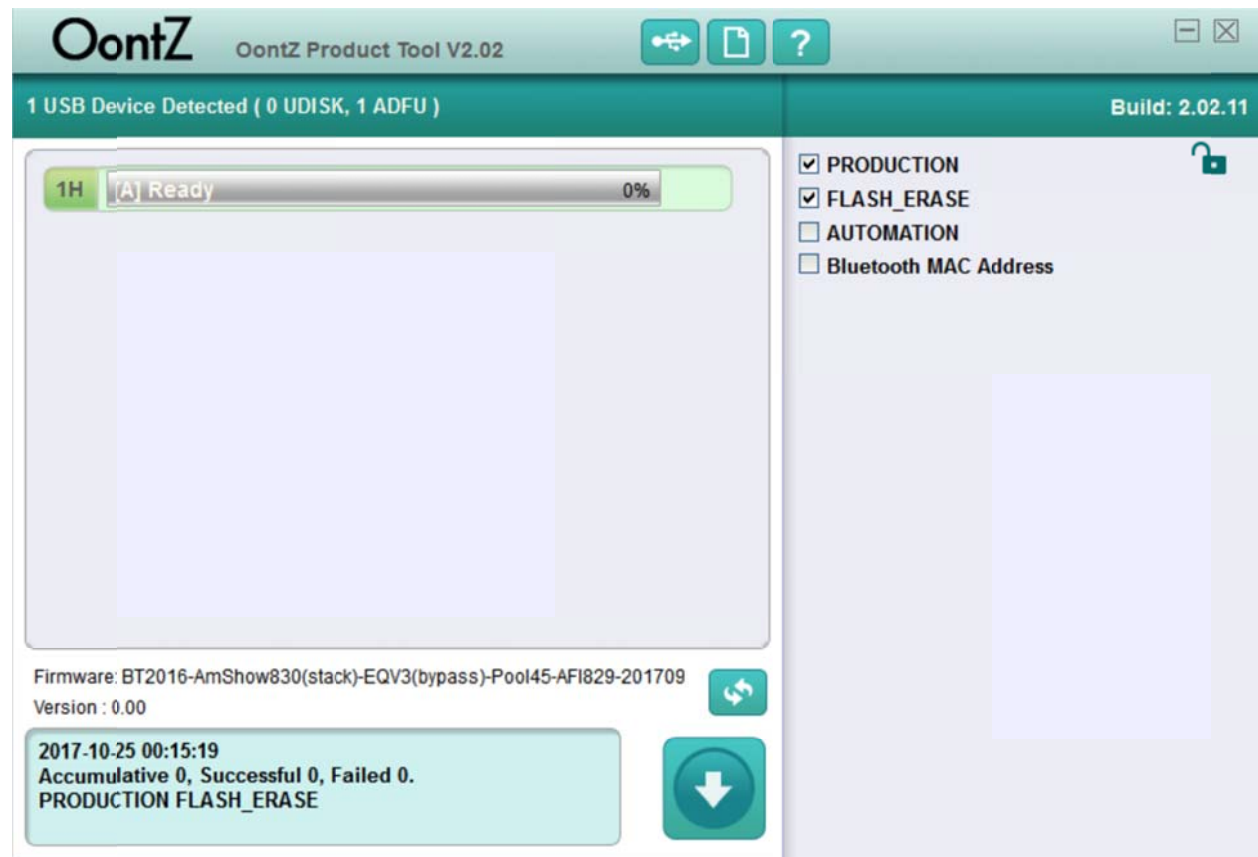 OontZ OontZ Product Tool V2.02 ?
1 USB Device Detected ( 0 UDISK, 1 ADFU ) Build: 2.02.11
1H [A] Ready 0%
PRODUCTION
FLASH_ERASE
AUTOMATION
Bluetooth MAC Address
Firmware: BT2016-AmShow830(stack)-EQV3(bypass)-Pool45-AFI829-201709
Version : 0.00
2017-10-25 00:15:19
Accumulative 0, Successful 0, Failed 0.
PRODUCTION FLASH_ERASE